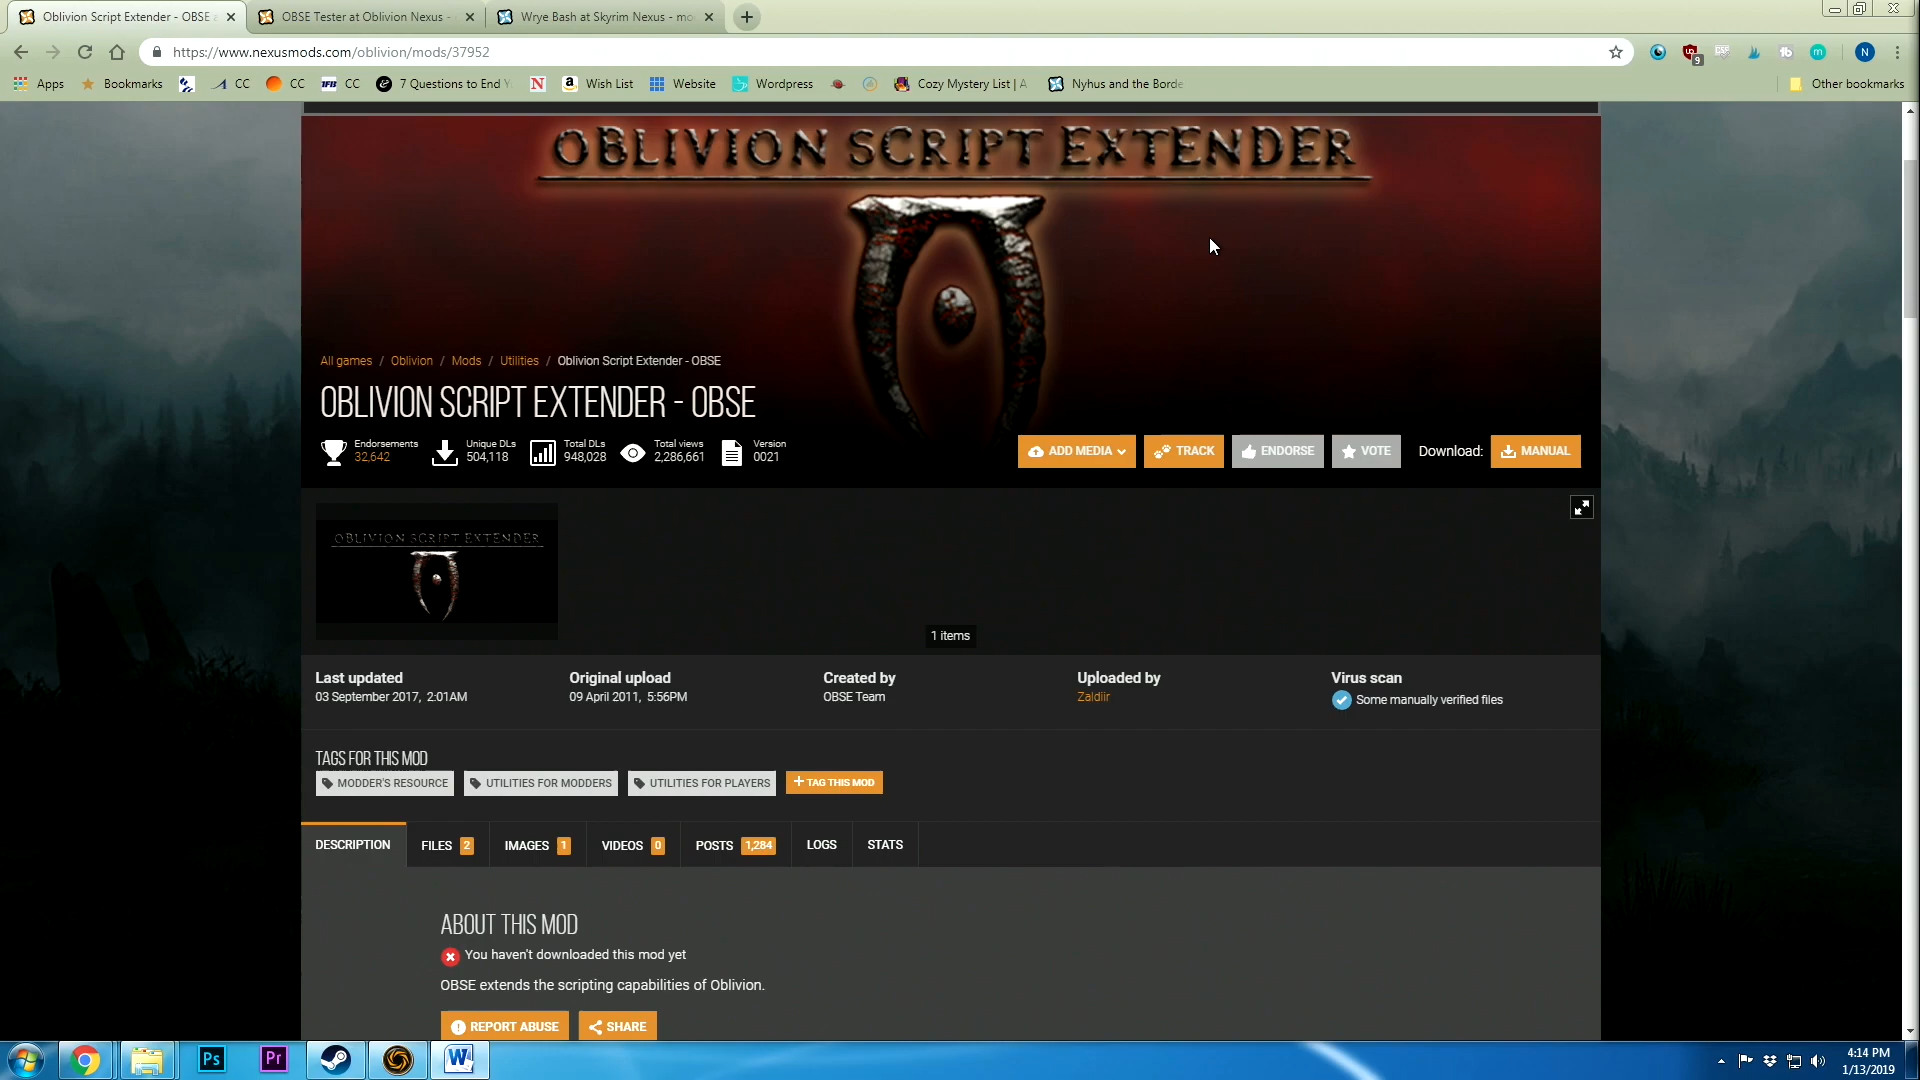 Oblivion Script Extender - OBSE a
OBSE Tester at Oblivion Nexus -
Wrye Bash at Skyrim Nexus - mo
https://www.nexusmods.com/oblivion/mods/37952
9
N
Apps
Bookmarks
CC
CC
IFB
CC
7 Questions to End Y
N
Wish List
Website
Wordpress
Cozy Mystery List | A
Nyhus and the Borde
Other bookmarks
OBLIVION SCRIPT EXTENDER
All games / Oblivion / Mods / Utilities / Oblivion Script Extender - OBSE
OBLIVION SCRIPT EXTENDER - OBSE
Endorsements
32,642
Unique DLs
504,118
Total DLs
948,028
Total views
2,286,661
Version
0021
ADD MEDIA
TRACK
ENDORSE
VOTE
Download:
MANUAL
OBLIVION SCRIPT EXTENDER
1 items
Last updated
03 September 2017, 2:01AM
Original upload
09 April 2011, 5:56PM
Created by
OBSE Team
Uploaded by
Zaldiir
Virus scan
Some manually verified files
TAGS FOR THIS MOD
MODDER'S RESOURCE
UTILITIES FOR MODDERS
UTILITIES FOR PLAYERS
+ TAG THIS MOD
DESCRIPTION
FILES 2
IMAGES 1
VIDEOS 0
POSTS 1,284
LOGS
STATS
ABOUT THIS MOD
You haven't downloaded this mod yet
OBSE extends the scripting capabilities of Oblivion.
REPORT ABUSE
SHARE
Ps
Pr
W
4:14 PM
1/13/2019